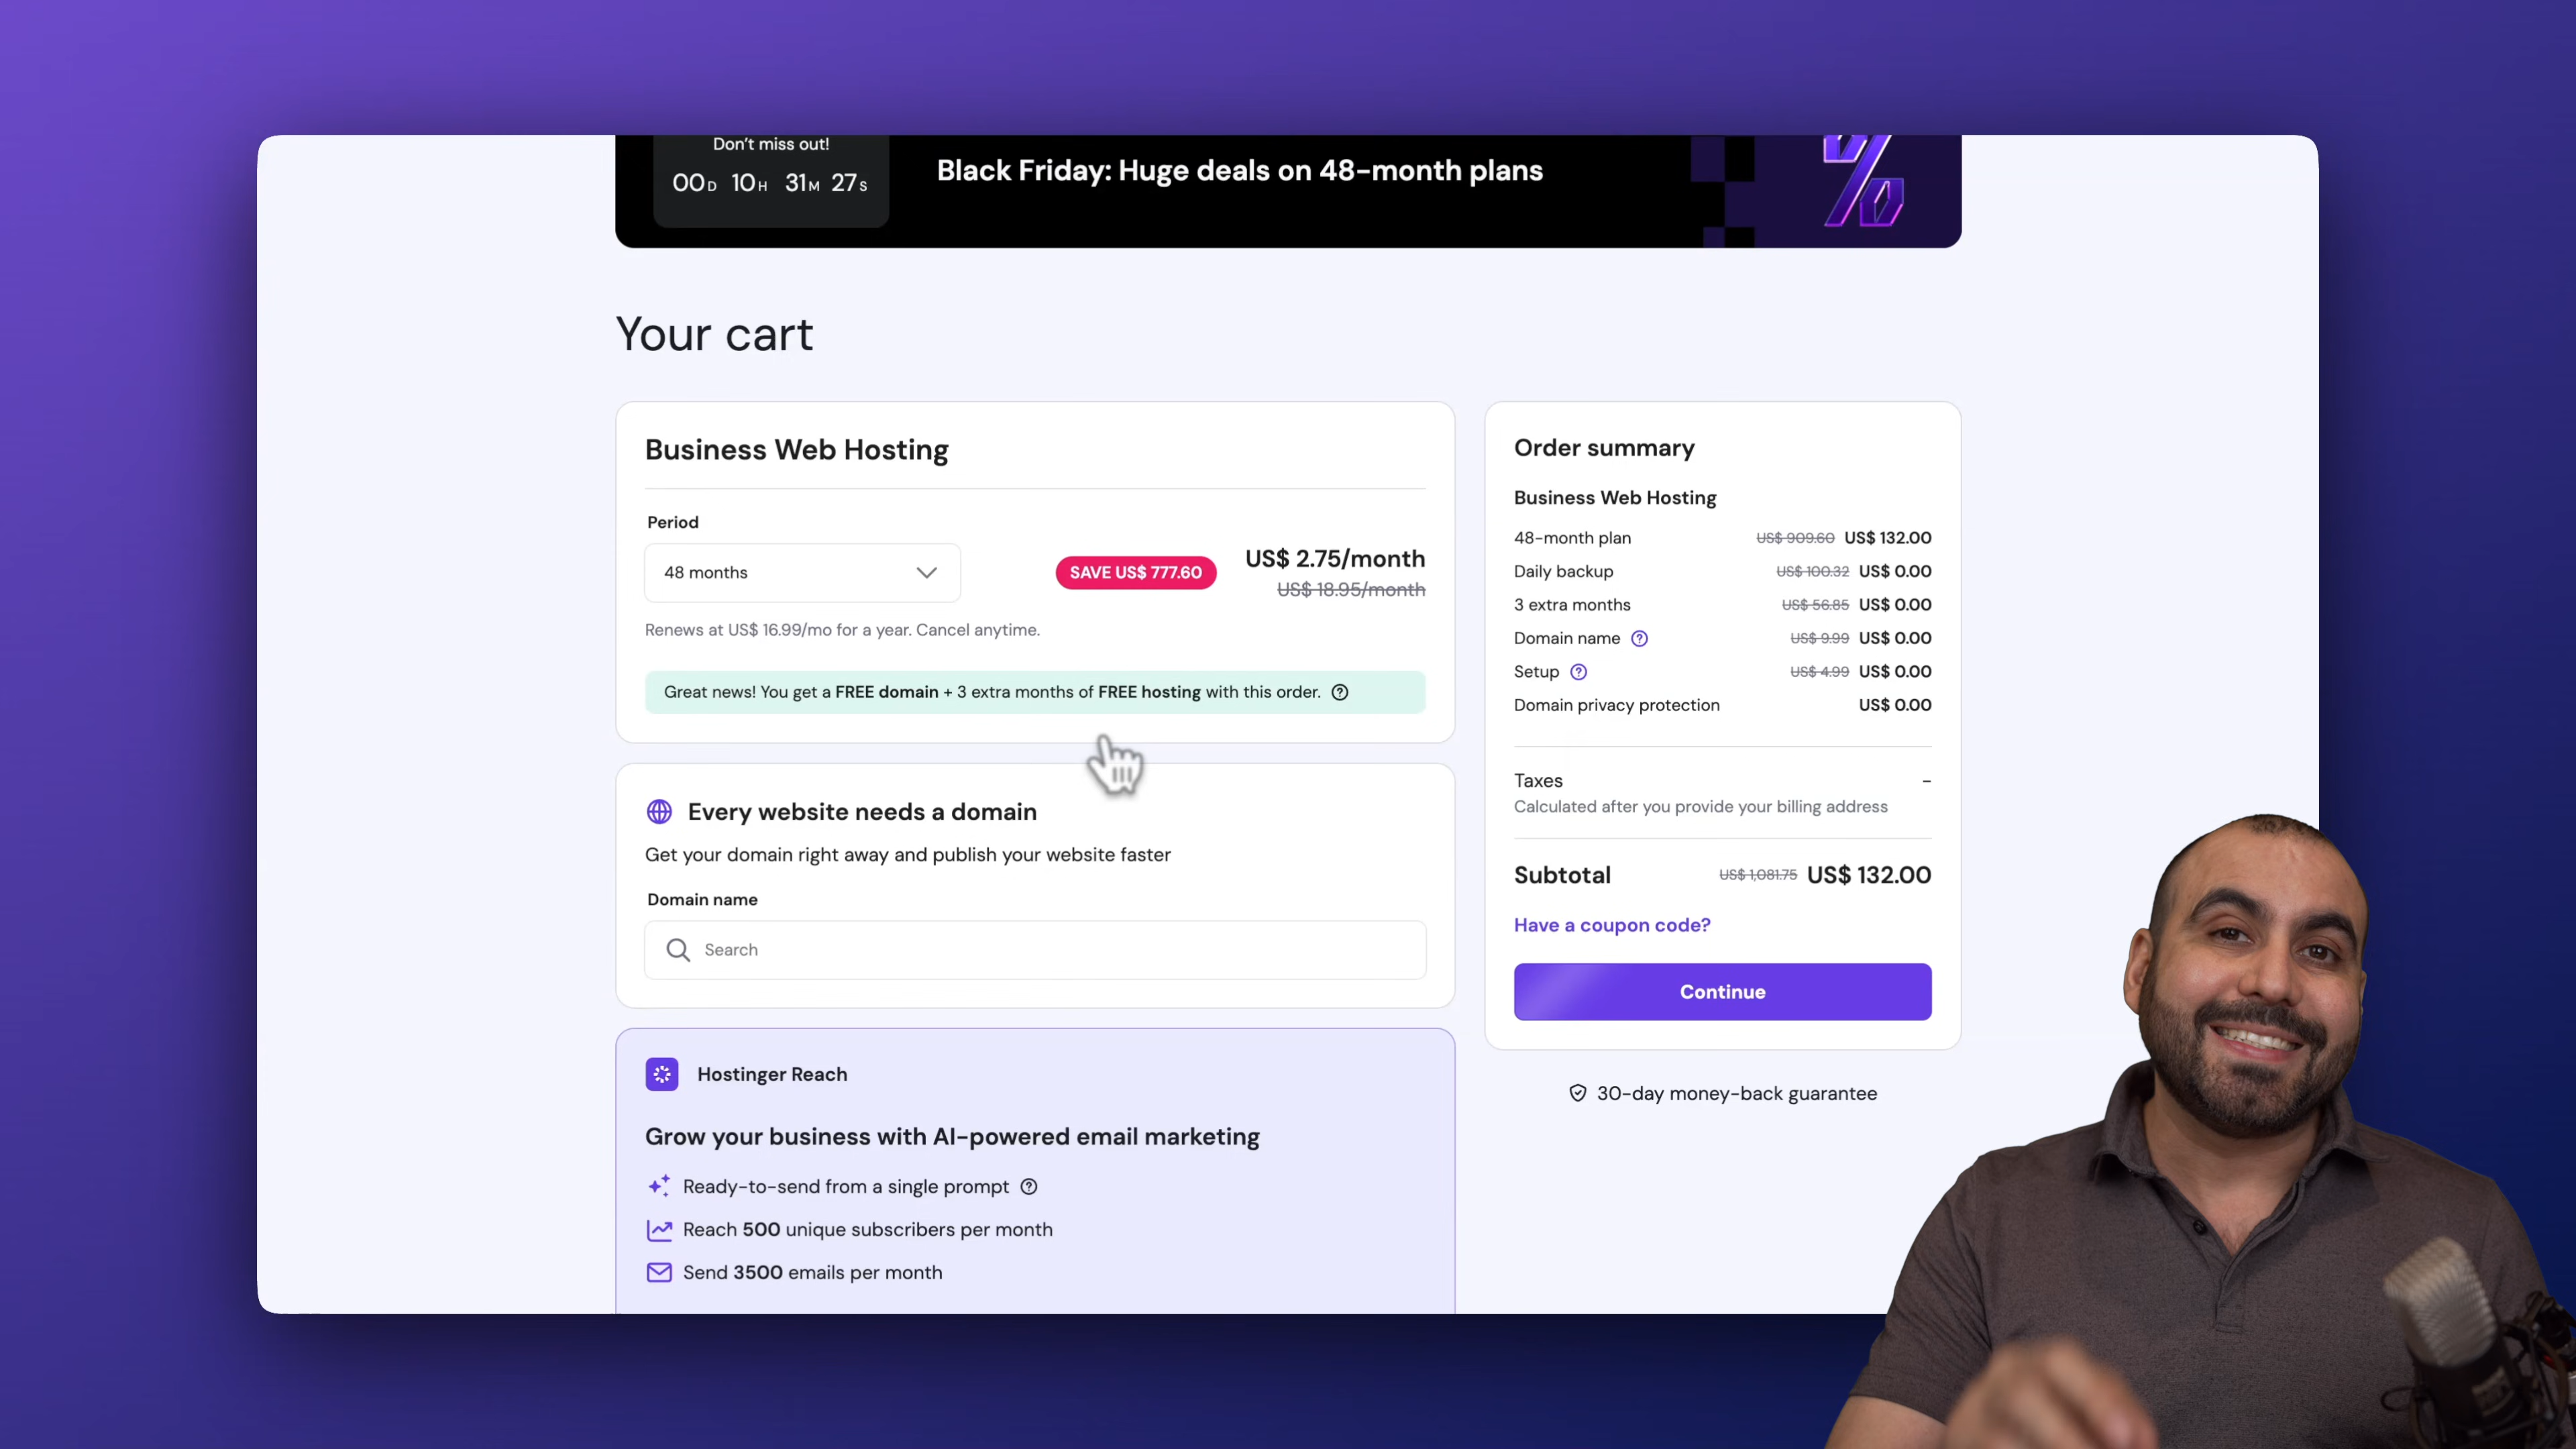 Don't miss out!
00D 10H 31M 27S
Black Friday: Huge deals on 48-month plans
%
Your cart
Business Web Hosting
Period
48 months
SAVE US$ 777.60
US$ 2.75/month
US$ 18.95/month
Renews at US$ 16.99/mo for a year. Cancel anytime.
Great news! You get a FREE domain + 3 extra months of FREE hosting with this order.
Every website needs a domain
Get your domain right away and publish your website faster
Domain name
Search
Hostinger Reach
Grow your business with AI-powered email marketing
Ready-to-send from a single prompt
Reach 500 unique subscribers per month
Send 3500 emails per month
Order summary
Business Web Hosting
48-month plan US$ 909.60 US$ 132.00
Daily backup US$ 100.32 US$ 0.00
3 extra months US$ 56.85 US$ 0.00
Domain name US$ 9.99 US$ 0.00
Setup US$ 4.99 US$ 0.00
Domain privacy protection US$ 0.00
Taxes -
Calculated after you provide your billing address
Subtotal US$ 1,081.75 US$ 132.00
Have a coupon code?
Continue
30-day money-back guarantee